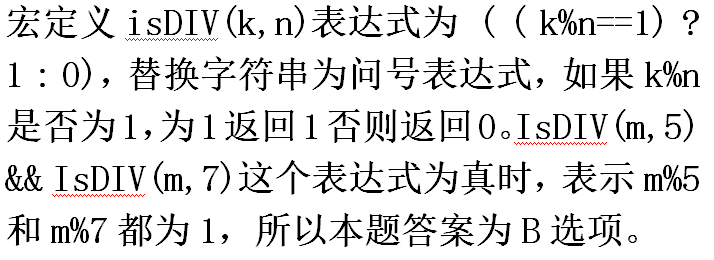 宏定义 isDIV(k,n)表达式为 ((k%n==1)?
1:0)，替换字符串为问号表达式，如果 k%n
是否为1,为1返回1否则返回0。IsDIV(m,5)
&& IsDIV(m,7)这个表达式为真时，表示 m%5
和 m%7 都为 1，所以本题答案为 B 选项。